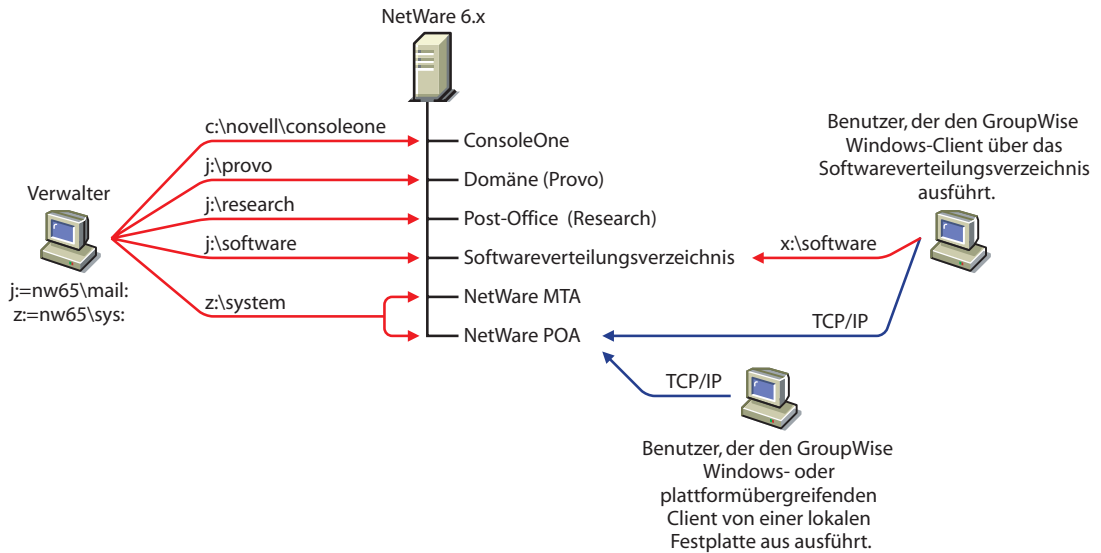 NetWare 6.x
c:\novell\consoleone
ConsoleOne
j:\provo
Domäne (Provo)
Verwalter
j:\research
Post-Office (Research)
j:\software
Softwareverteilungsverzeichnis
j:=nw65\mail:
z:=nw65\sys:
z:\system
NetWare MTA
NetWare POA
Benutzer, der den GroupWise
Windows-Client über das
Softwareverteilungsverzeichnis
ausführt.
x:\software
TCP/IP
TCP/IP
Benutzer, der den GroupWise
Windows- oder
plattformübergreifenden
Client von einer lokalen
Festplatte aus ausführt.